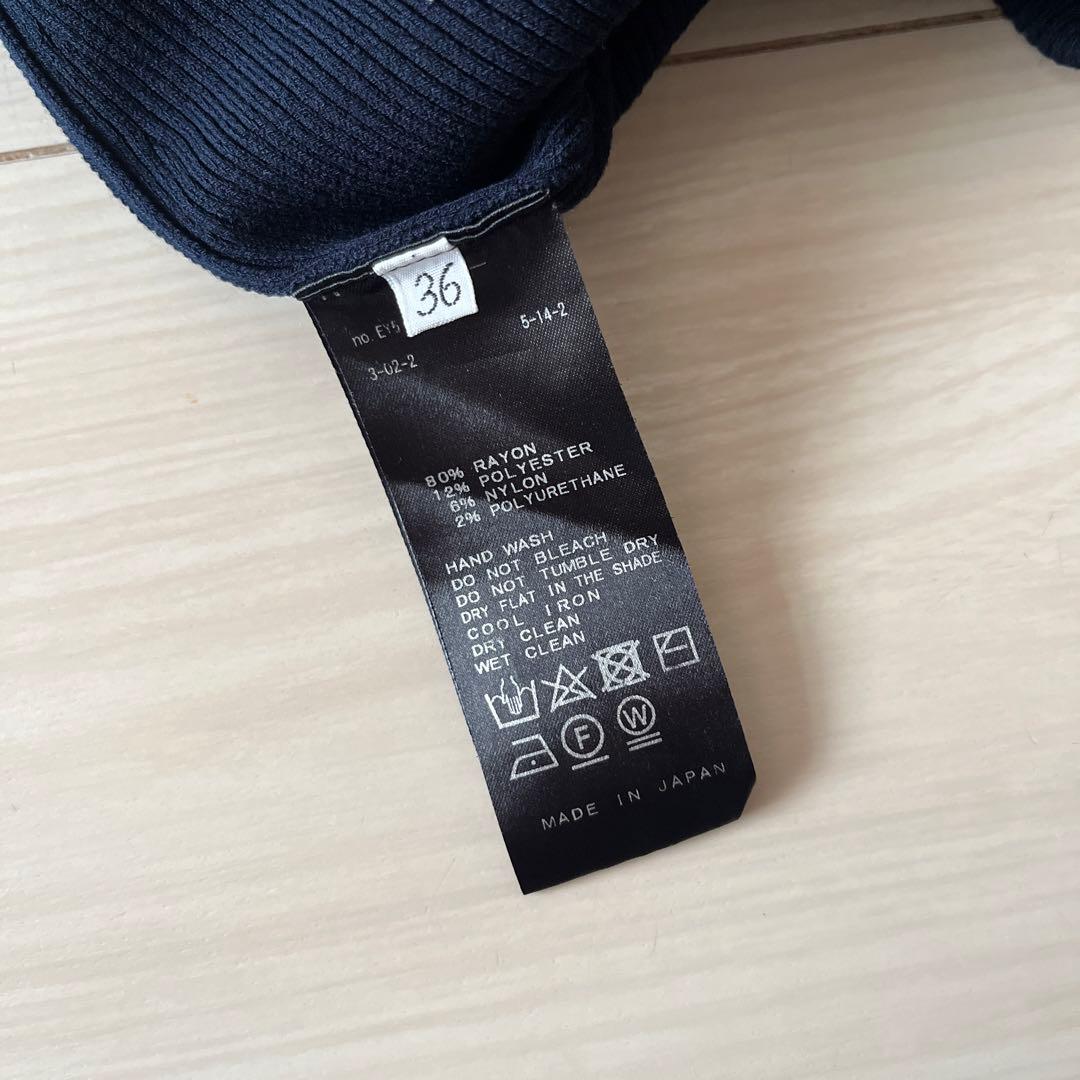 36
no. EY5
5-14-2
3-02-2
80% RAYON
12% POLYESTER
6% NYLON
2% POLYURETHANE
HAND WASH
DO NOT BLEACH
DO NOT TUMBLE DRY
DRY FLAT IN THE SHADE
COOL IRON
DRY CLEAN
WET CLEAN
F
W
MADE IN JAPAN